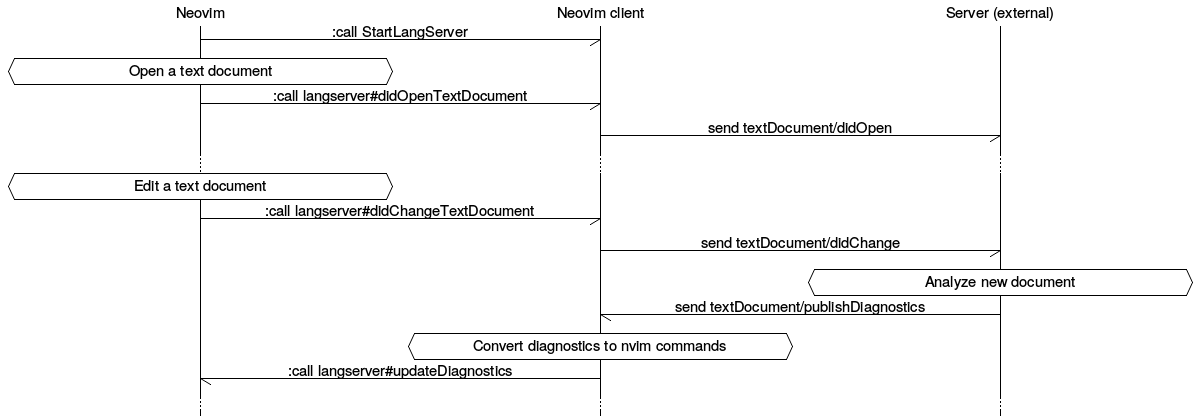 Neovim
Neovim client
Server (external)
:call StartLangServer
Open a text document
:call langserver#didOpenTextDocument
send textDocument/didOpen
Edit a text document
:call langserver#didChangeTextDocument
send textDocument/didChange
Analyze new document
send textDocument/publishDiagnostics
Convert diagnostics to nvim commands
:call langserver#updateDiagnostics